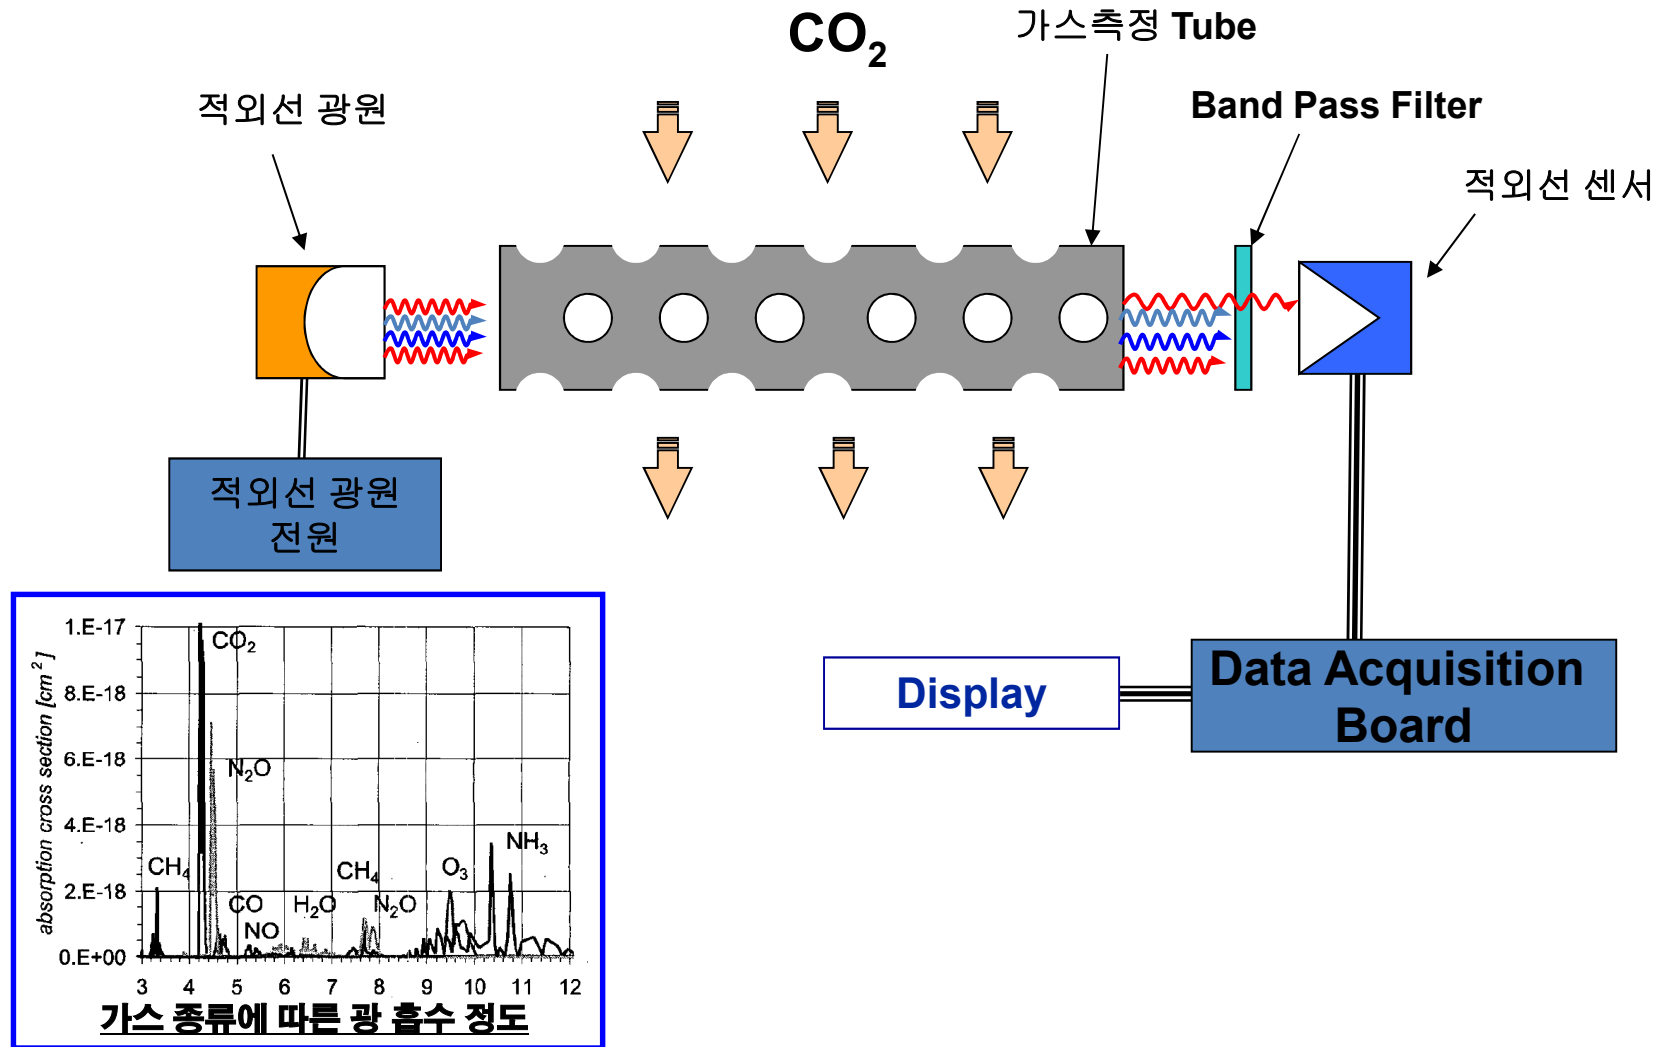 CO₂
가스측정 Tube
적외선 광원
Band Pass Filter
적외선 센서
적외선 광원
전원
Display
Data Acquisition
Board
absorption cross section [cm ²]
1.E-17
8.E-18
6.E-18
4.E-18
2.E-18
0.E+00
CO₂
N₂O
CH₄
CO
NO
H₂O
CH₄
N₂O
O₃
NH₃
3 4 5 6 7 8 9 10 11 12
가스 종류에 따른 광 흡수 정도